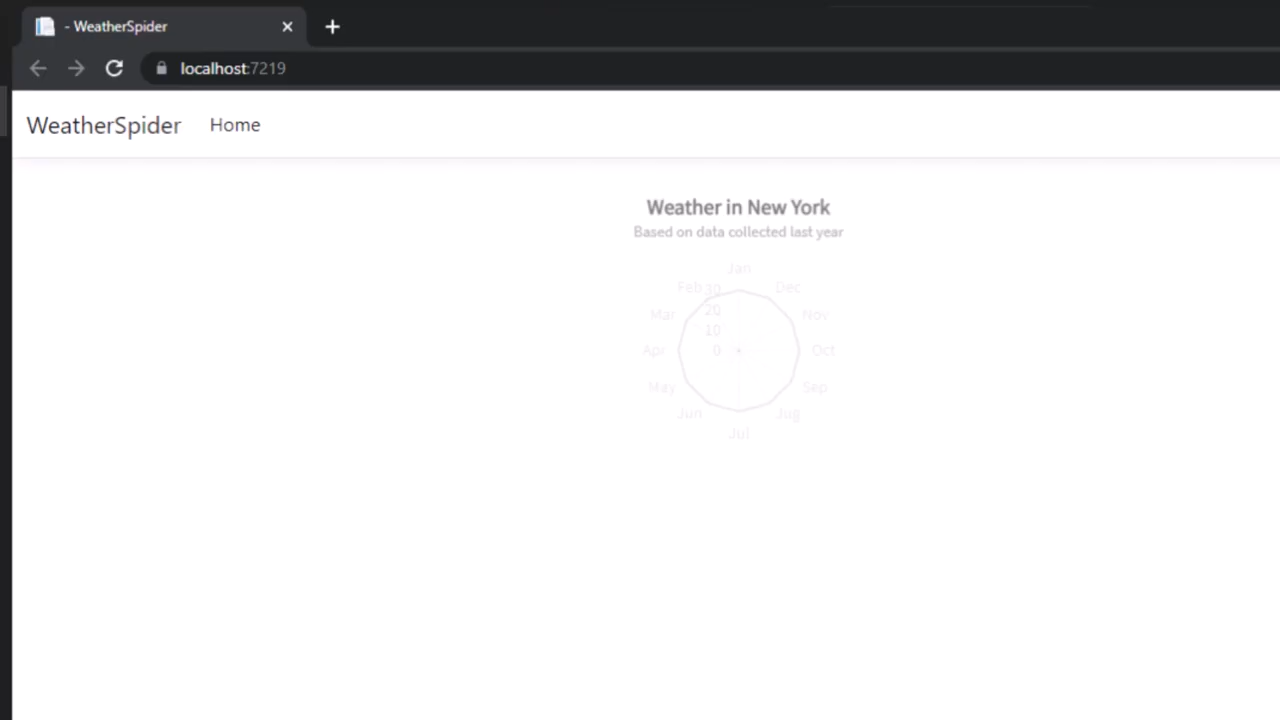 - WeatherSpider
localhost:7219
WeatherSpider Home
Weather in New York
Based on data collected last year
Jan
Feb 30 Dec
20
Mar Nov
10
Apr 0 Oct
May Sep
Jun Jug
Jul